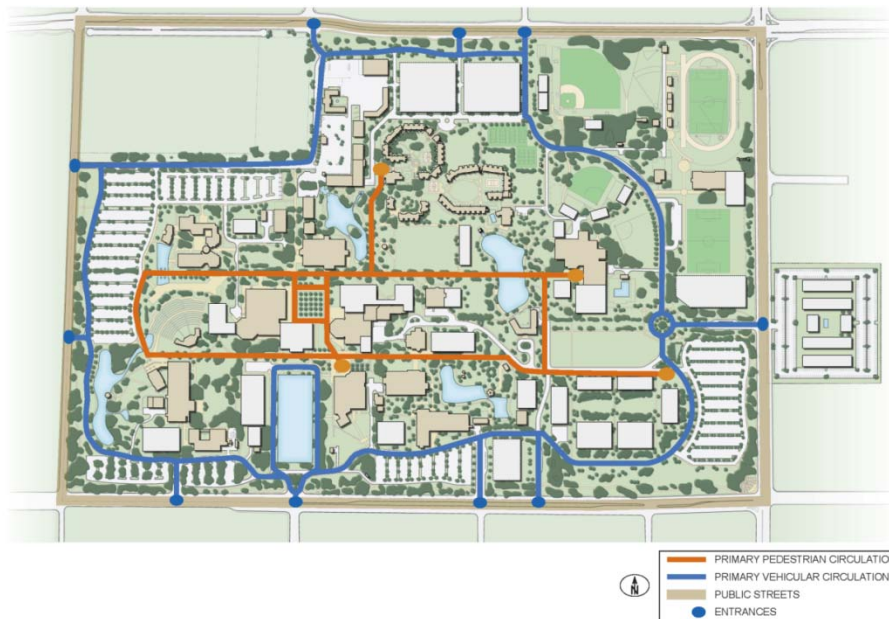 PRIMARY PEDESTRIAN CIRCULATIO
PRIMARY VEHICULAR CIRCULATION
N
PUBLIC STREETS
ENTRANCES